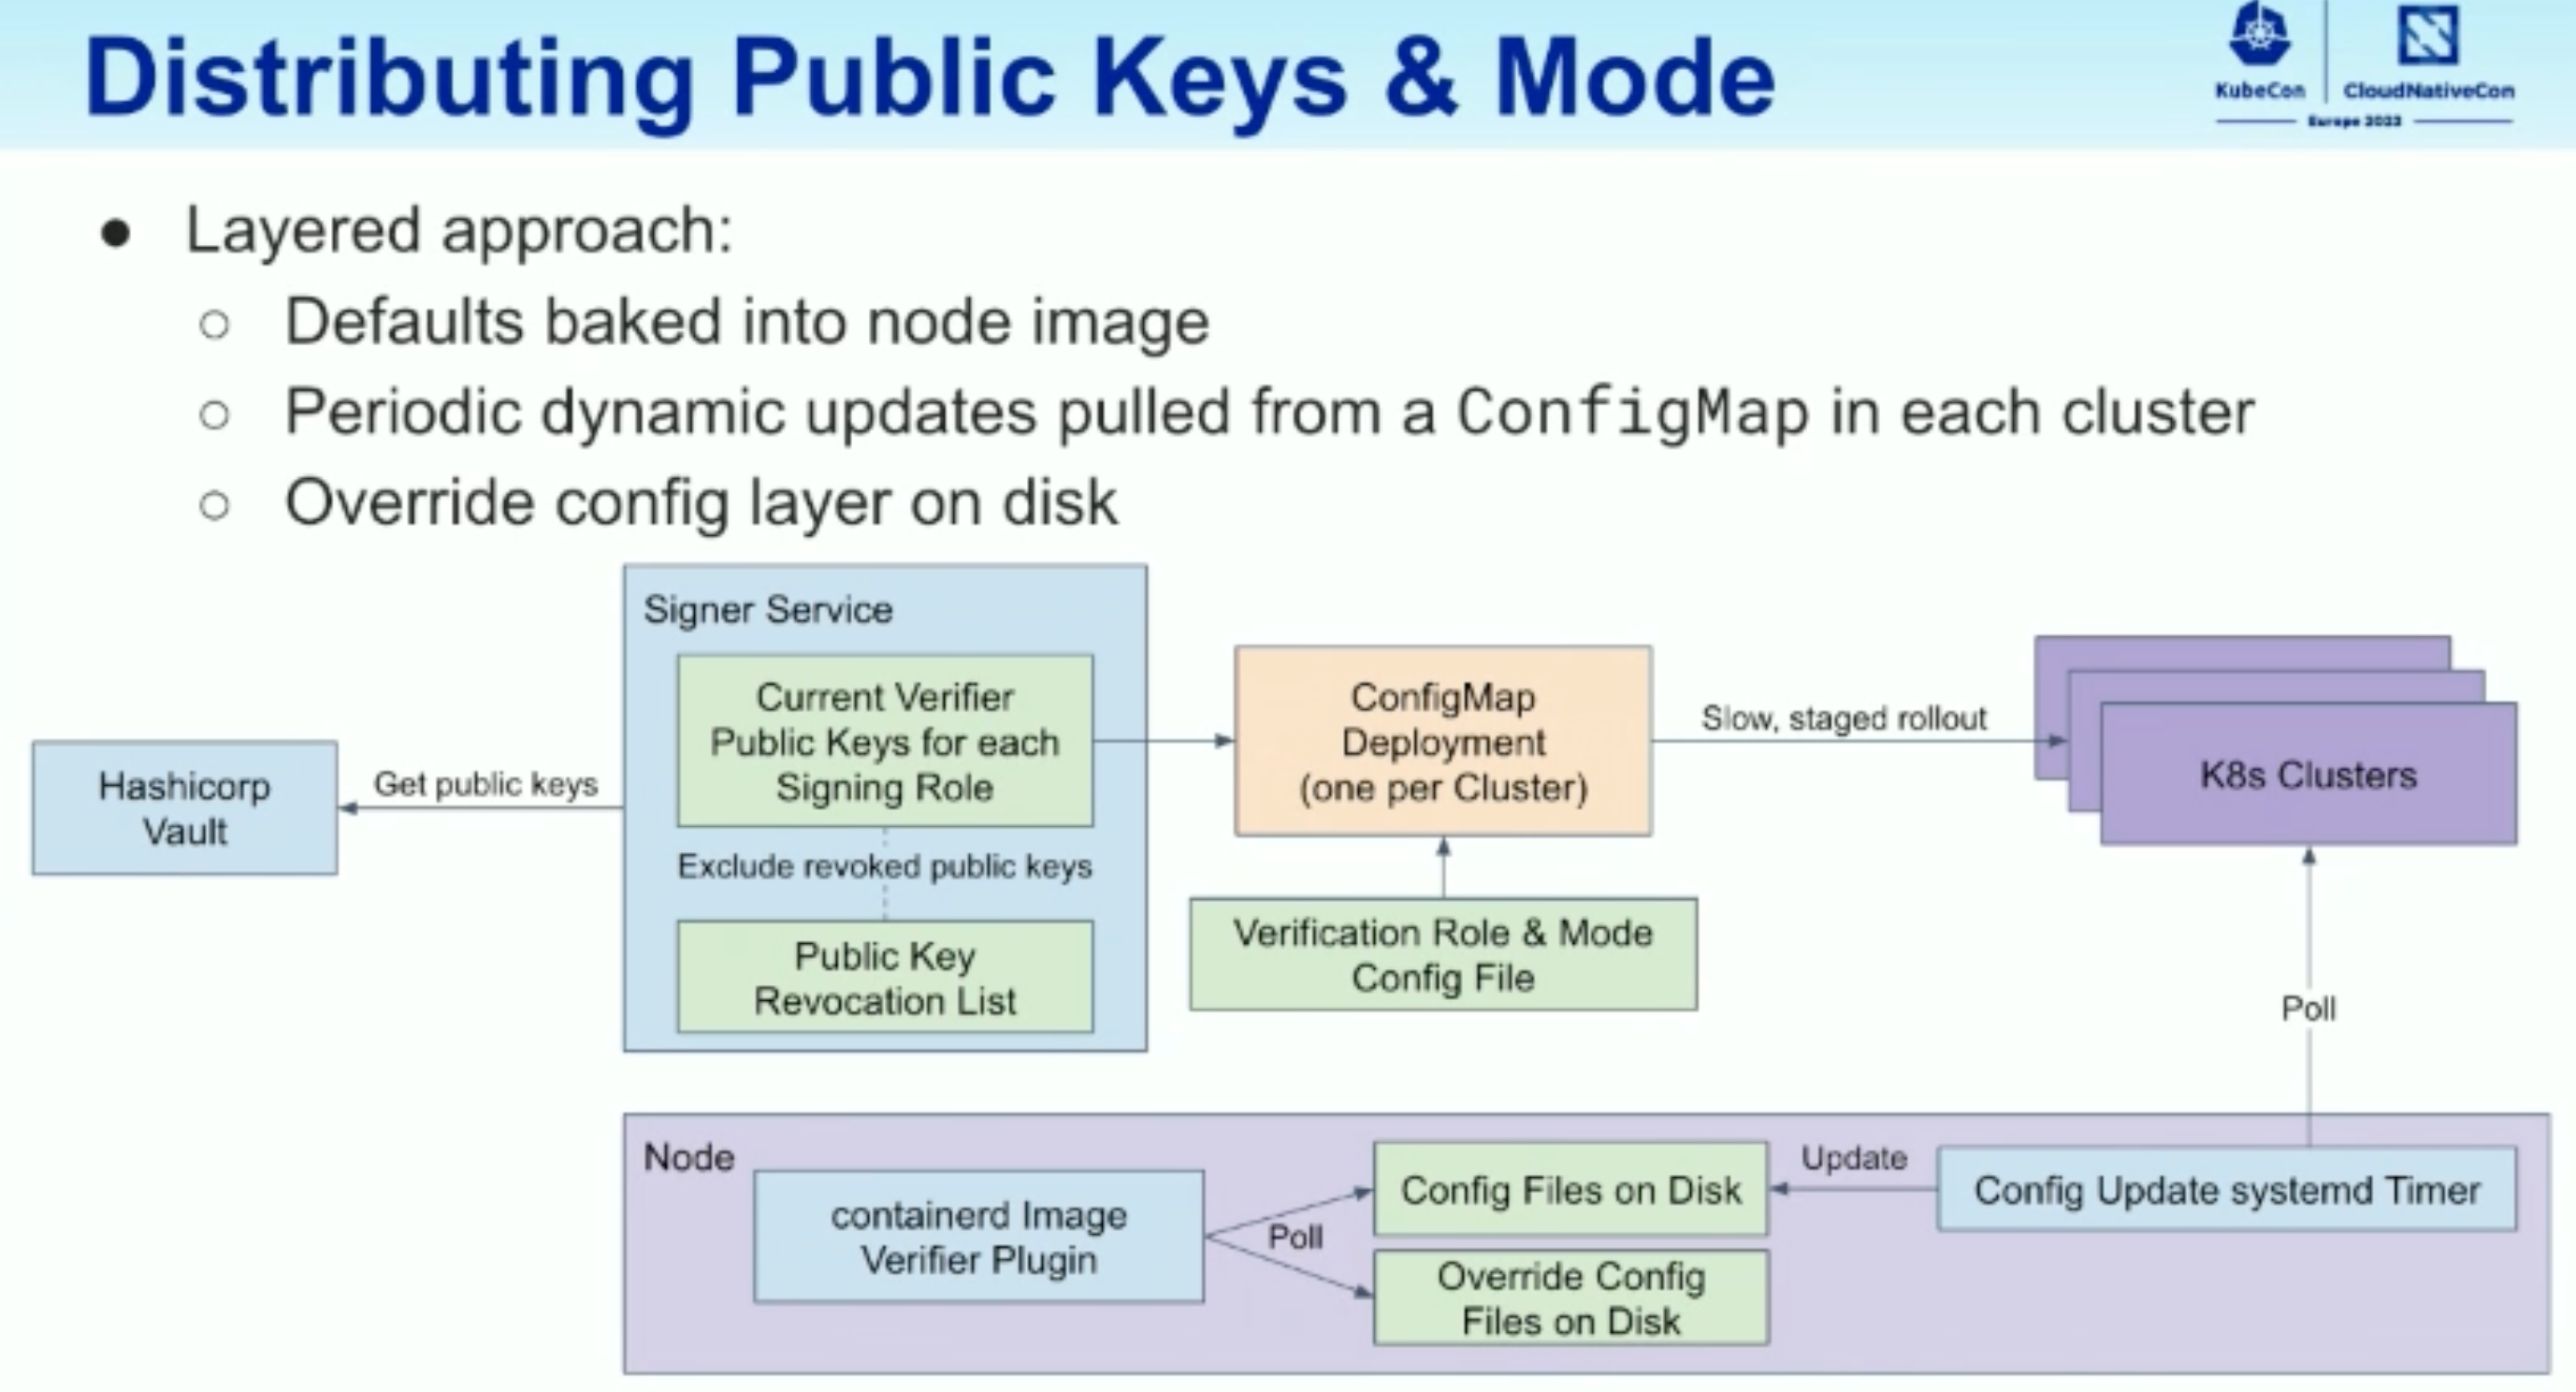 Distributing Public Keys & Mode
KubeCon
CloudNativeCon
Europe 2023
● Layered approach:
○ Defaults baked into node image
○ Periodic dynamic updates pulled from a ConfigMap in each cluster
○ Override config layer on disk
Signer Service
Current Verifier
Public Keys for each
Signing Role
Exclude revoked public keys
Public Key
Revocation List
Hashicorp
Vault
Get public keys
ConfigMap
Deployment
(one per Cluster)
Slow, staged rollout
K8s Clusters
Verification Role & Mode
Config File
Poll
Node
containerd Image
Verifier Plugin
Poll
Config Files on Disk
Override Config
Files on Disk
Update
Config Update systemd Timer